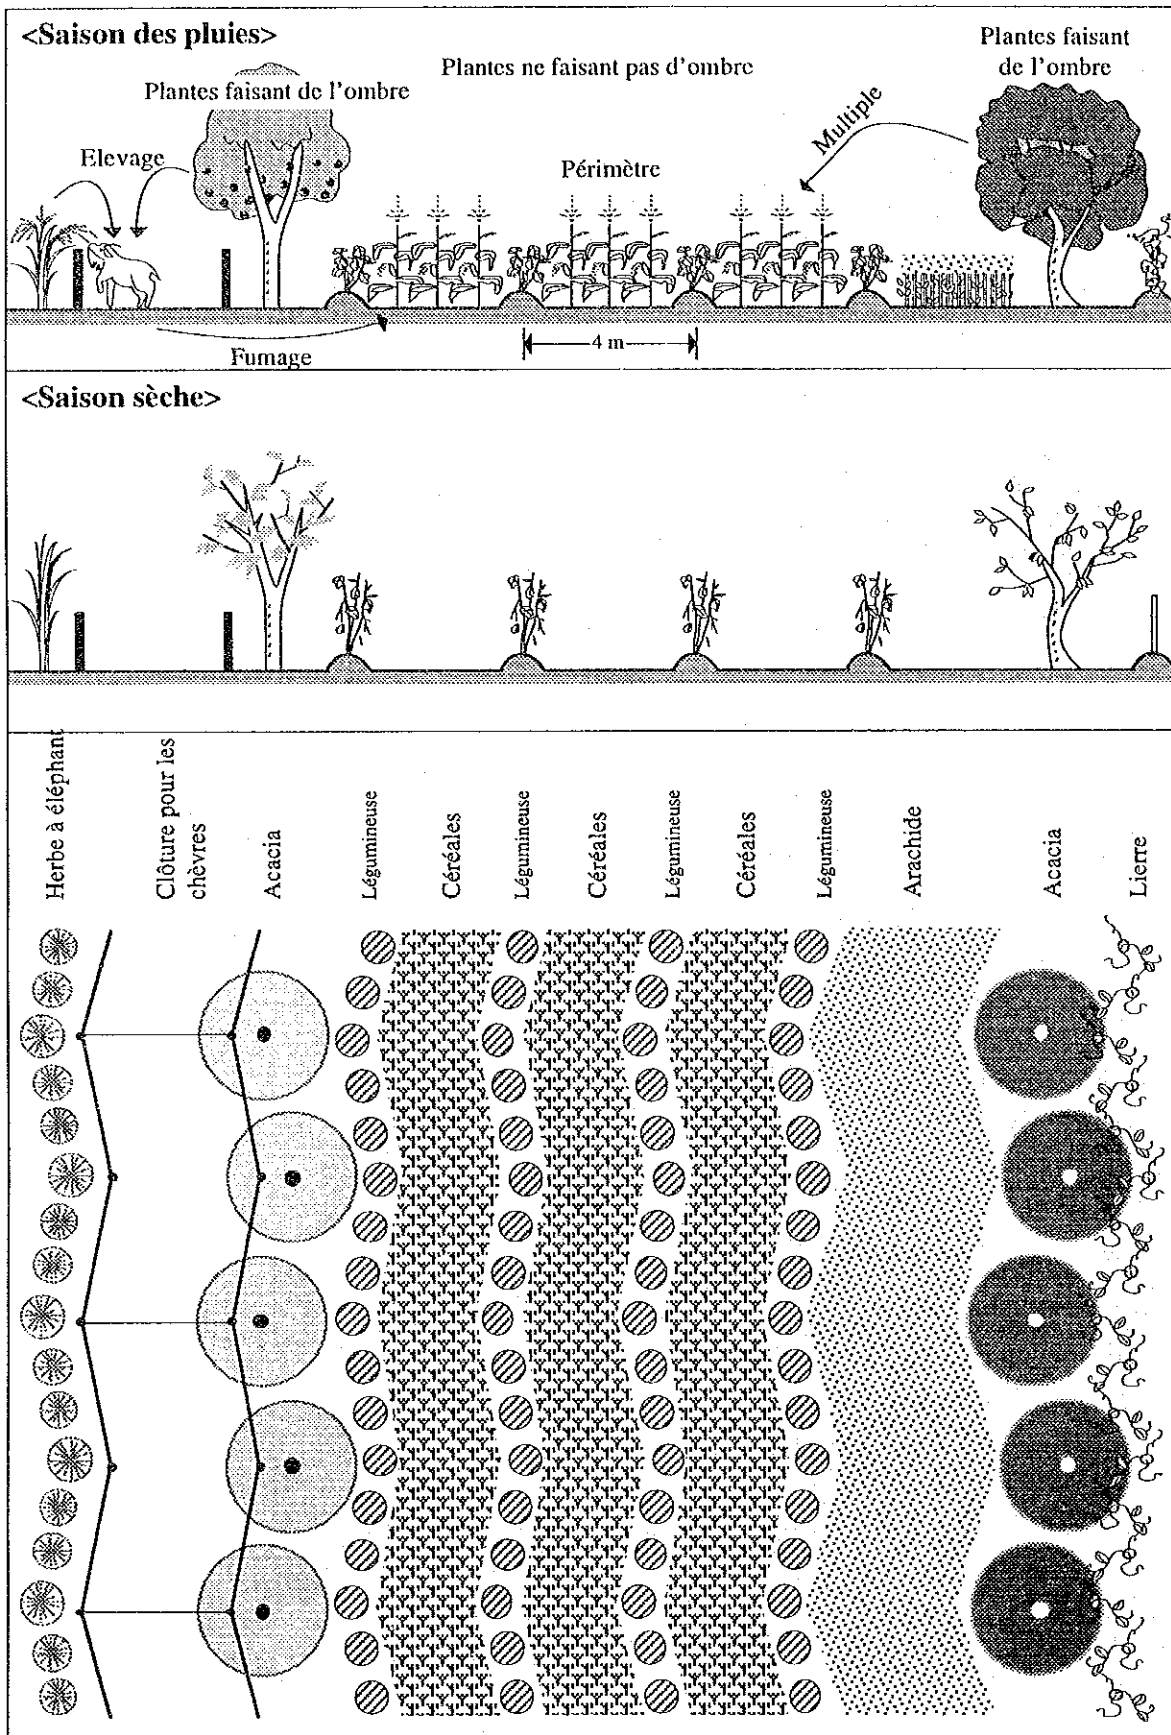 <Saison des pluies>
Plantes faisant
de l'ombre
Plantes ne faisant pas d'ombre
Plantes faisant de l'ombre
Multiple
Elevage
Périmètre
4 m
Fumage
<Saison sèche>
Herbe à éléphant
Clôture pour les
chèvres
Acacia
Légumineuse
Céréales
Légumineuse
Céréales
Légumineuse
Céréales
Légumineuse
Arachide
Acacia
Lierre